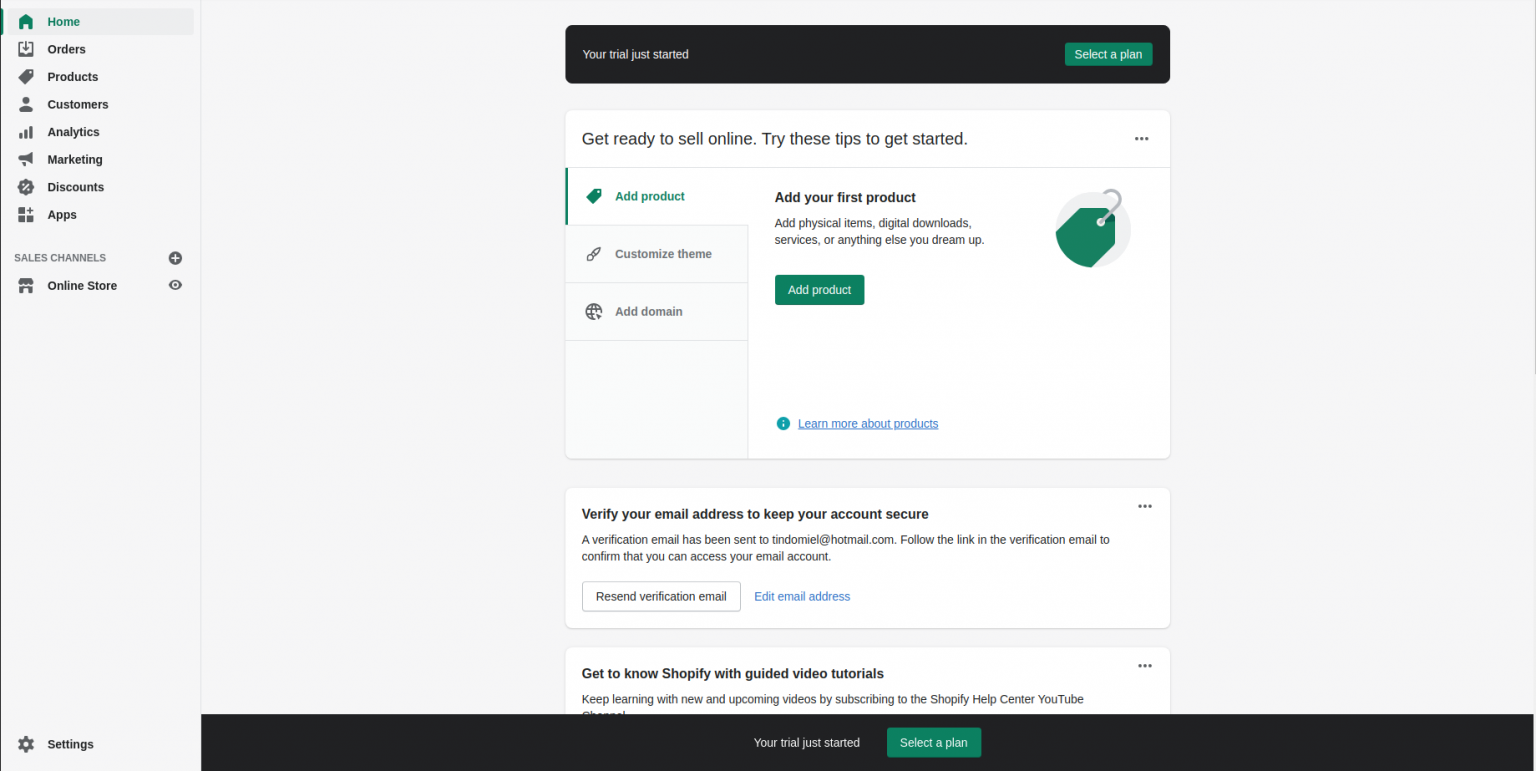 Home
Orders
Products
Customers
Analytics
Marketing
Discounts
Apps
SALES CHANNELS
Online Store
Settings
Your trial just started
Select a plan
Get ready to sell online. Try these tips to get started.
Add product
Customize theme
Add domain
Add your first product
Add physical items, digital downloads,
services, or anything else you dream up.
Add product
Learn more about products
Verify your email address to keep your account secure
A verification email has been sent to tindomiel@hotmail.com. Follow the link in the verification email to
confirm that you can access your email account.
Resend verification email
Edit email address
Get to know Shopify with guided video tutorials
Keep learning with new and upcoming videos by subscribing to the Shopify Help Center YouTube
Channel
Your trial just started
Select a plan